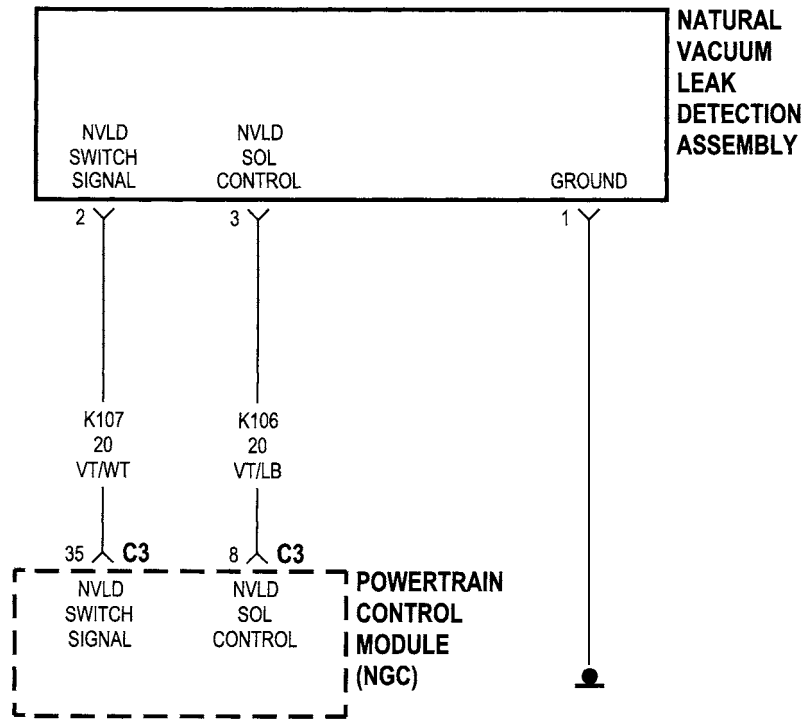 NATURAL
VACUUM
LEAK
DETECTION
ASSEMBLY
NVLD
SWITCH
SIGNAL
NVLD
SOL
CONTROL
GROUND
2
3
1
K107
20
VT/WT
K106
20
VT/LB
35 C3
8 C3
NVLD
SWITCH
SIGNAL
NVLD
SOL
CONTROL
POWERTRAIN
CONTROL
MODULE
(NGC)